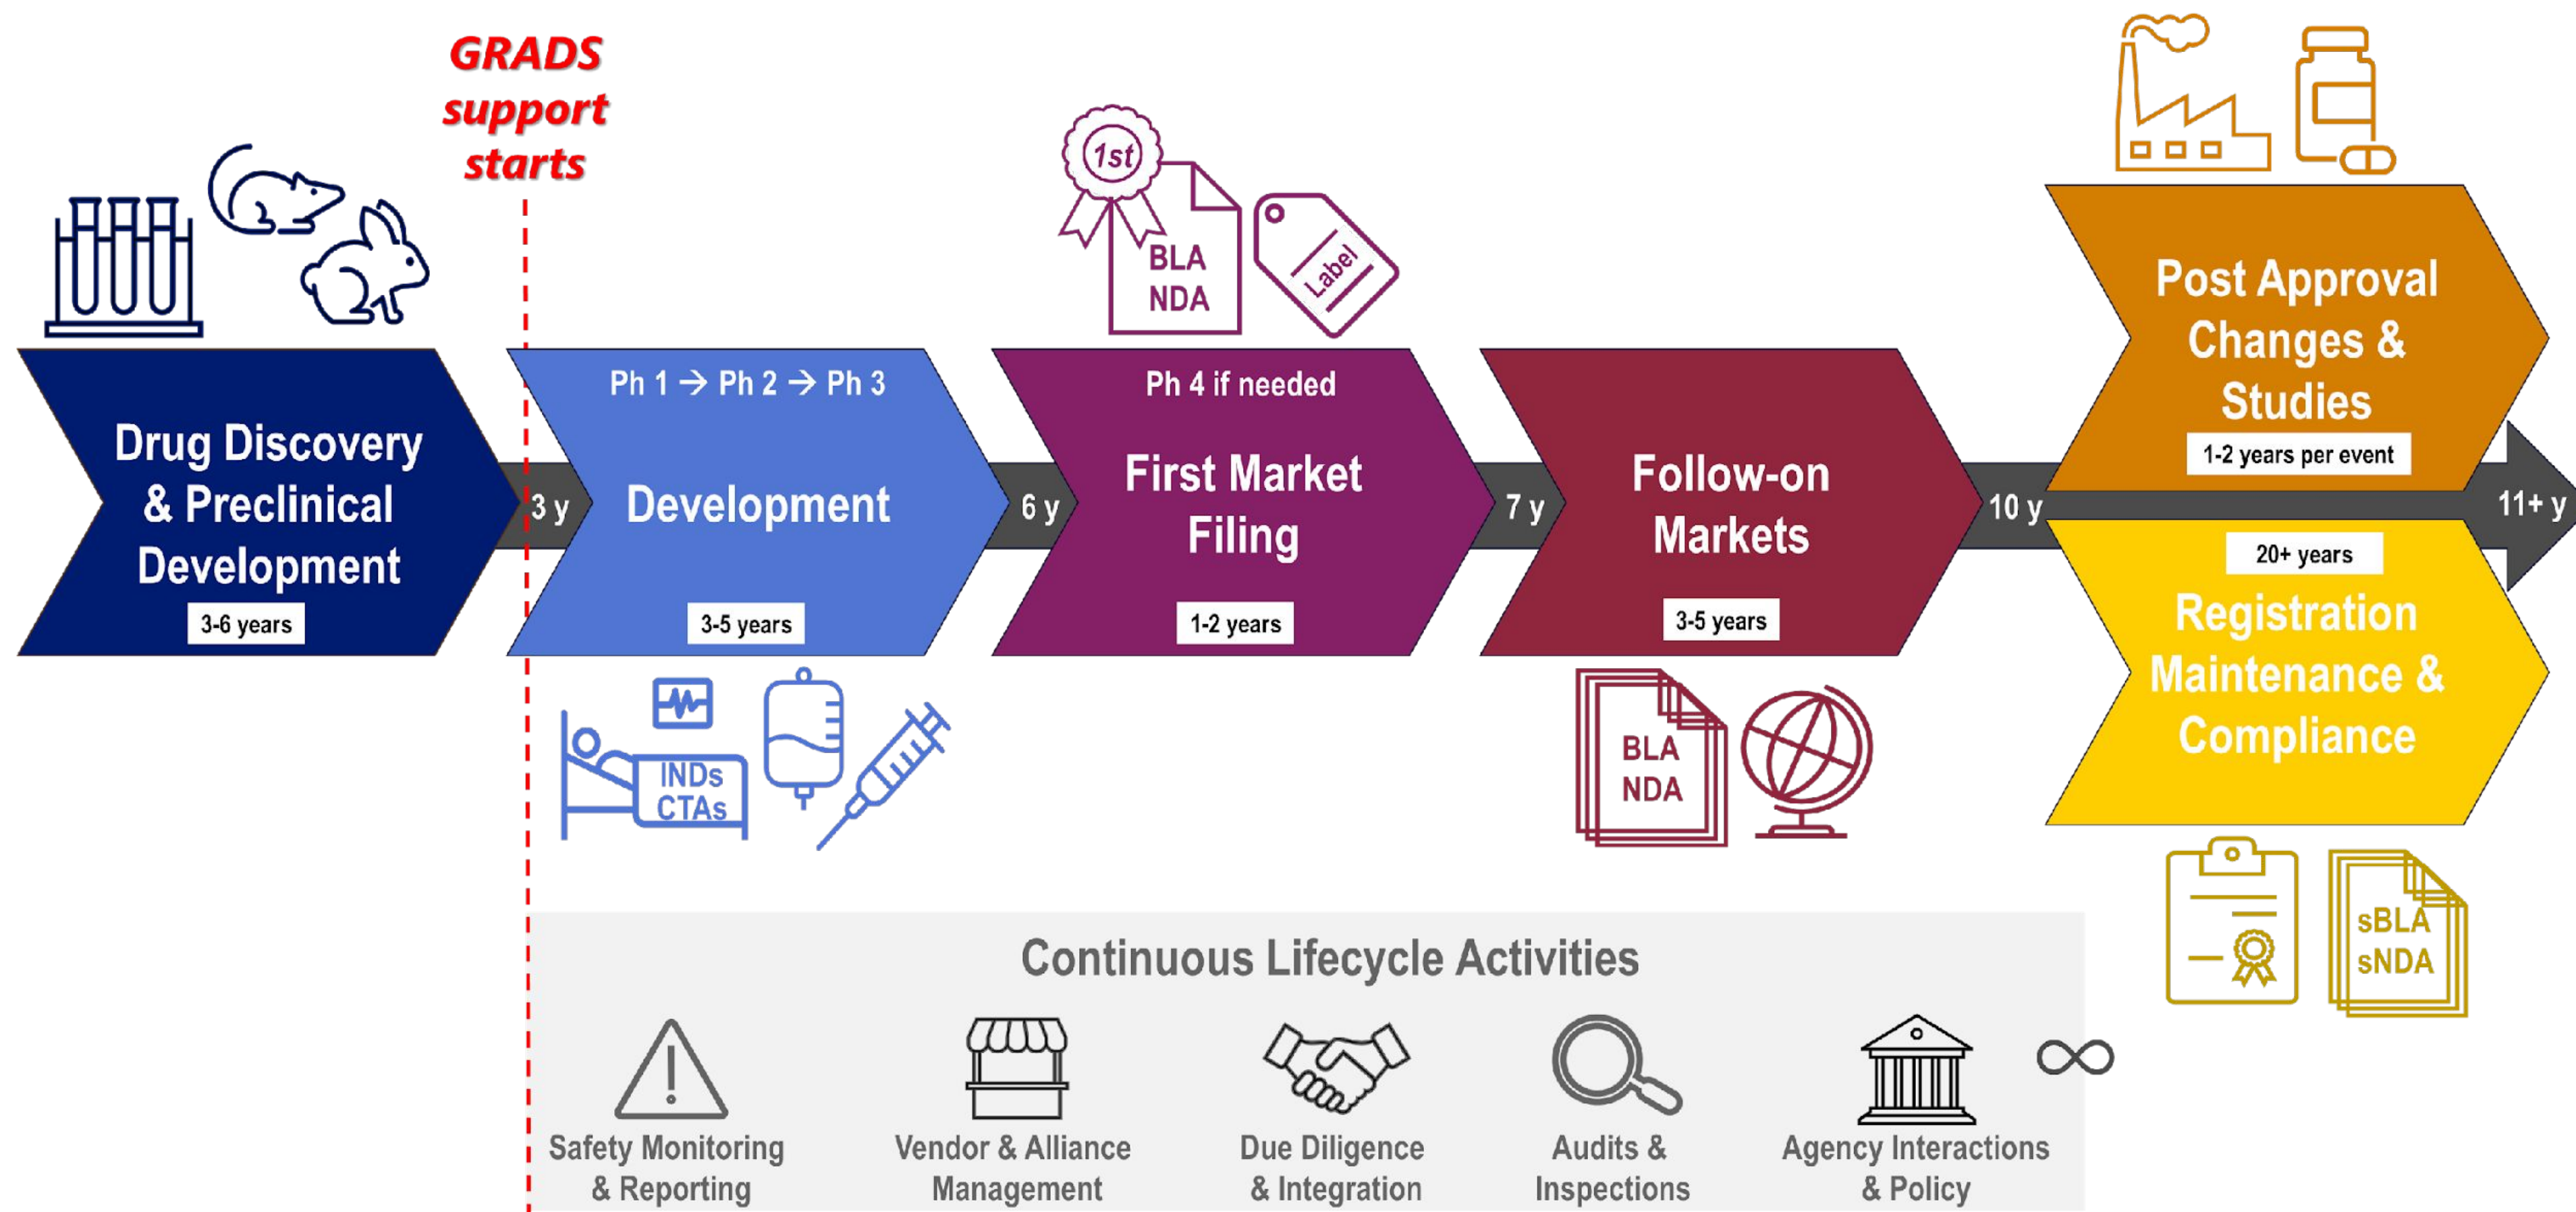 GRADS
support
starts
Drug Discovery
& Preclinical
Development
3-6 years
3 y
Ph 1 → Ph 2 → Ph 3
Development
3-5 years
INDs
CTAs
6 y
1st
BLA
NDA
Label
Ph 4 if needed
First Market
Filing
1-2 years
7 y
Follow-on
Markets
3-5 years
BLA
NDA
10 y
Post Approval
Changes &
Studies
1-2 years per event
11+ y
20+ years
Registration
Maintenance &
Compliance
sBLA
sNDA
Continuous Lifecycle Activities
Safety Monitoring
& Reporting
Vendor & Alliance
Management
Due Diligence
& Integration
Audits &
Inspections
Agency Interactions
& Policy